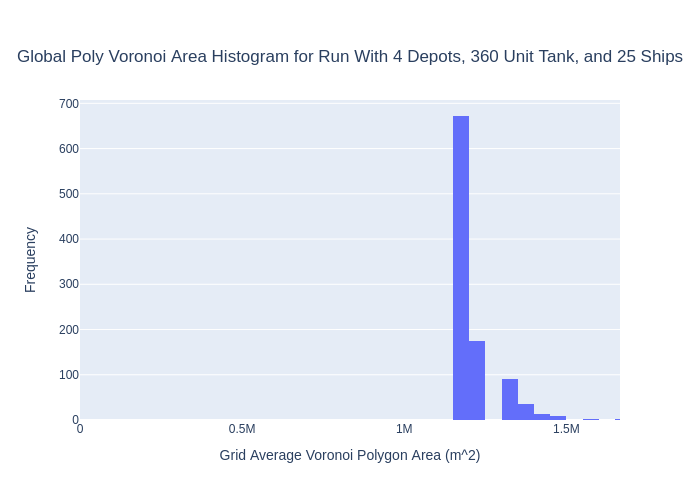 Global Poly Voronoi Area Histogram for Run With 4 Depots, 360 Unit Tank, and 25 Ships
700
600
500
400
300
200
100
0
Frequency
0 0.5M 1M 1.5M
Grid Average Voronoi Polygon Area (m^2)